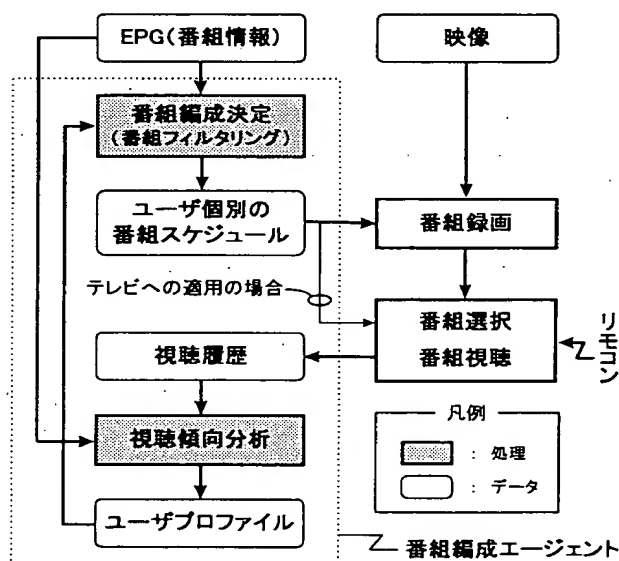 EPG(番組情報)
映像
番組編成決定
(番組フィルタリング)
ユーザ個別の
番組スケジュール
番組録画
テレビへの適用の場合
番組選択
番組視聴
リモコン
視聴履歴
凡例
: 処理
: データ
視聴傾向分析
ユーザプロファイル
番組編成エージェント